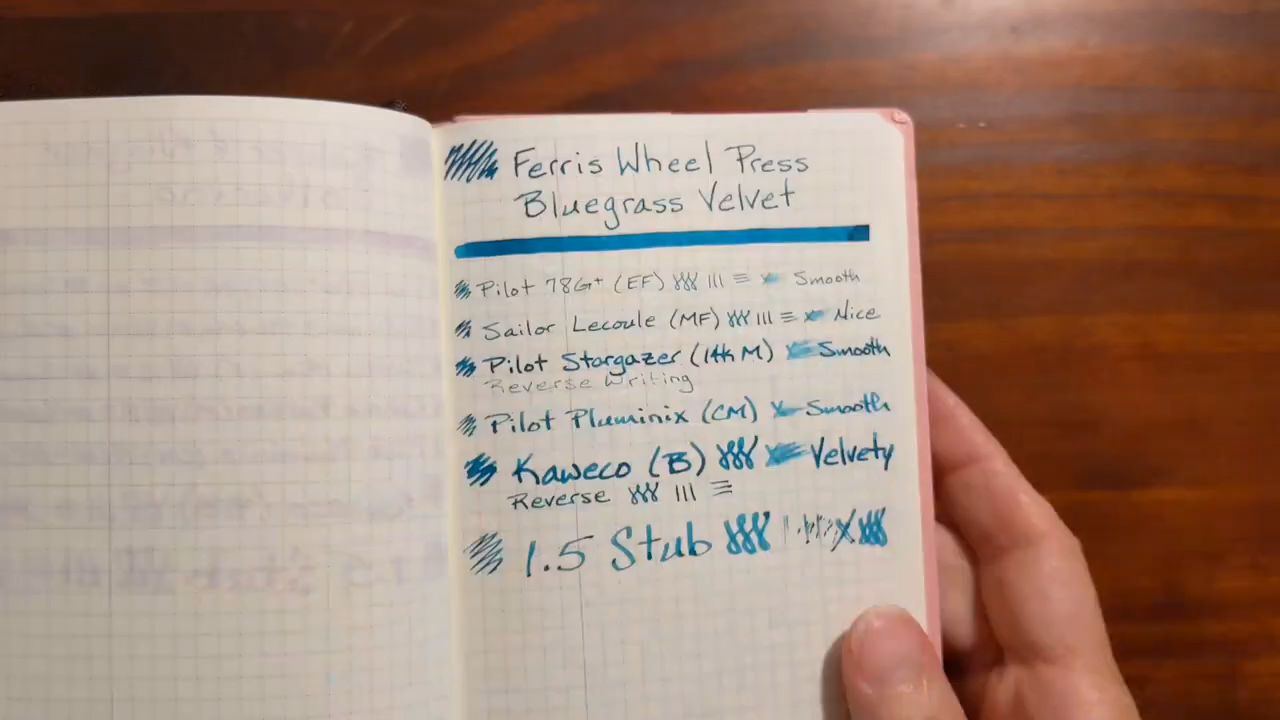 Ferris Wheel Press
Bluegrass Velvet
Pilot 78G+ (EF) Smooth
Sailor Lecoule (MF) Nice
Pilot Stargazer (14k M) Smooth
Reverse Writing
Pilot Pluminix (CM) Smooth
Kaweco (B) Velvety
Reverse
1.5 Stub